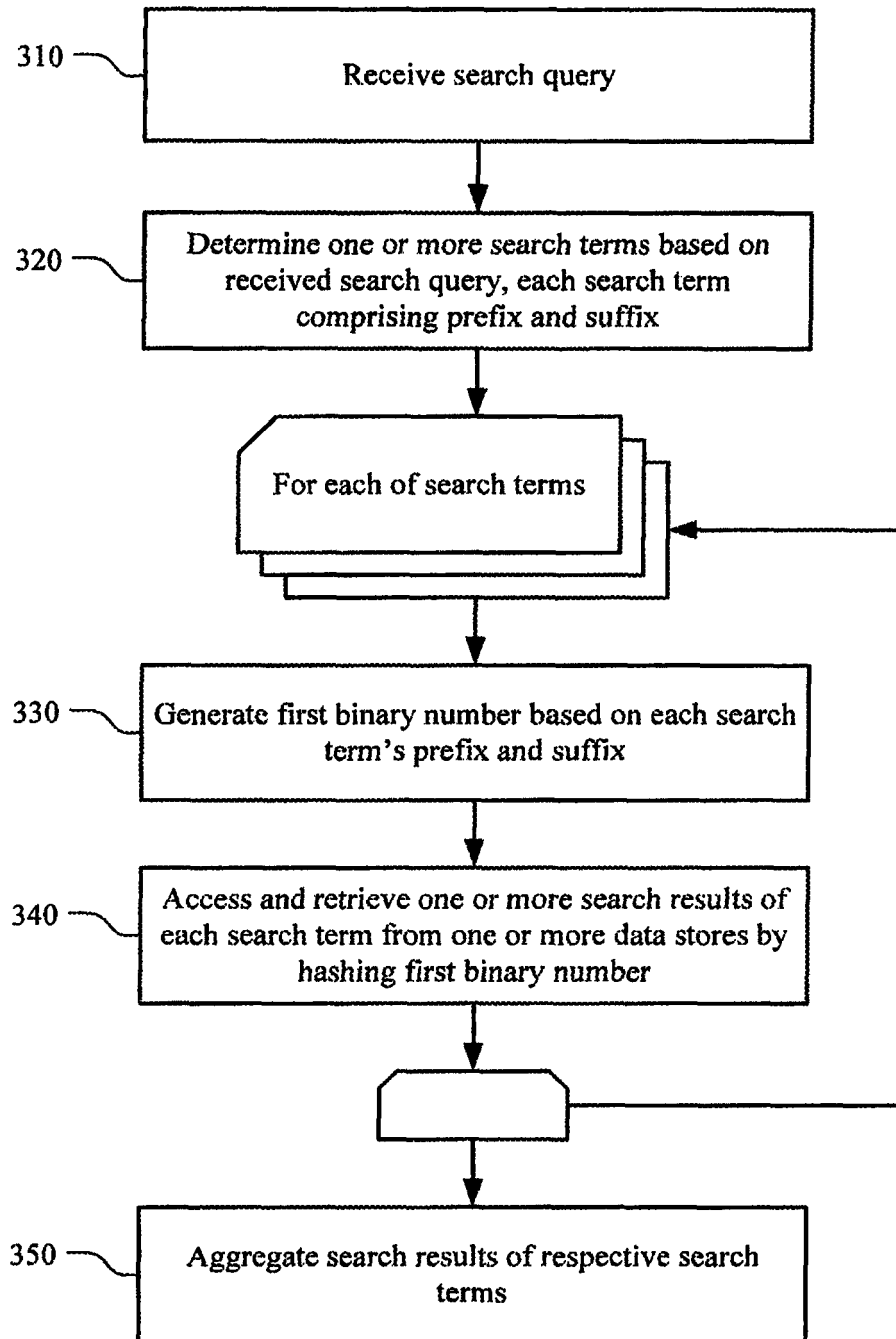 310
Receive search query
320
Determine one or more search terms based on
received search query, each search term
comprising prefix and suffix
For each of search terms
330
Generate first binary number based on each search
term's prefix and suffix
340
Access and retrieve one or more search results of
each search term from one or more data stores by
hashing first binary number
350
Aggregate search results of respective search
terms